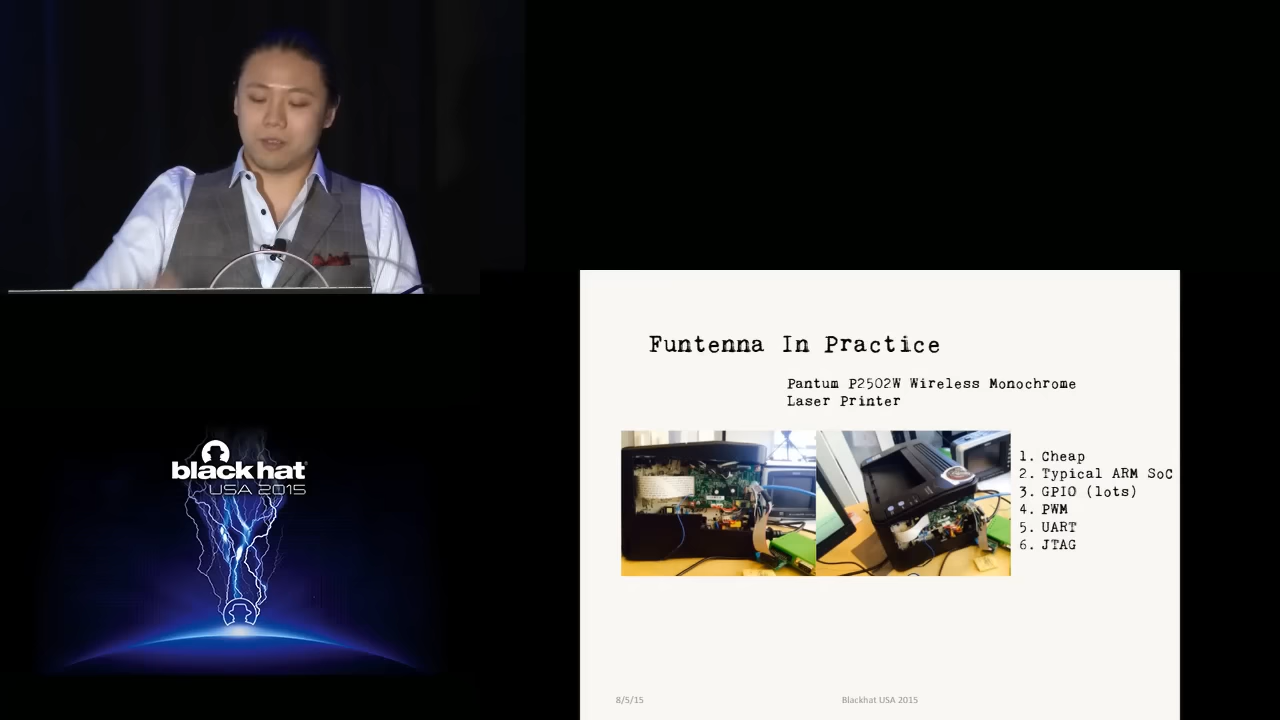 Funtenna In Practice
Pantum P2502W Wireless Monochrome
Laser Printer
1. Cheap
2. Typical ARM SoC
3. GPIO (lots)
4. PWM
5. UART
6. JTAG
black hat
USA 2015
8/5/15
Blackhat USA 2015